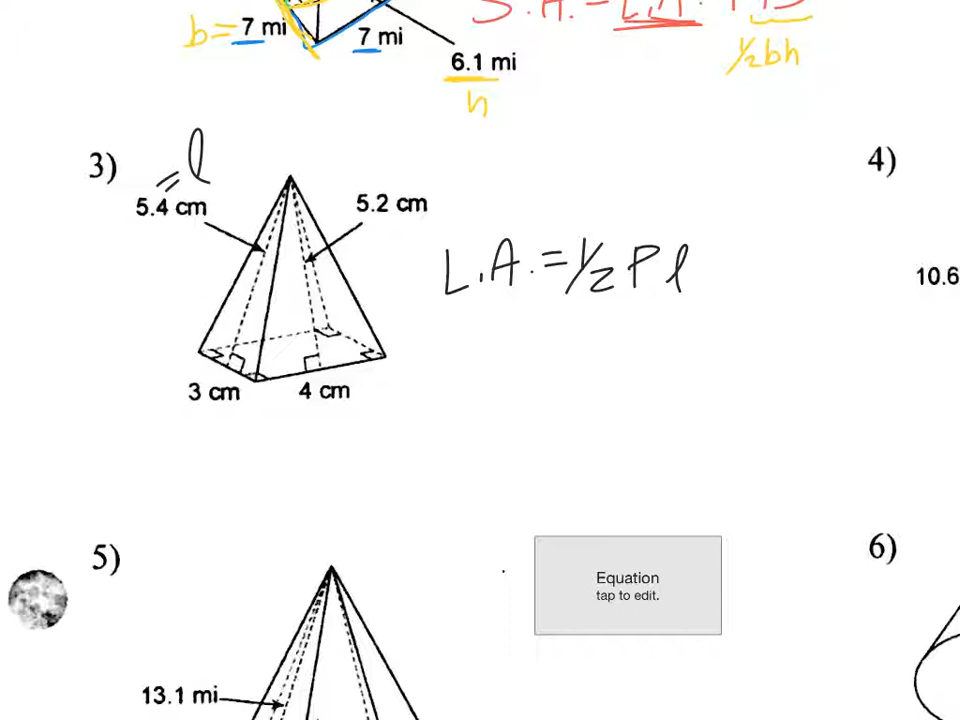 S.A. = L.A. + B
b = 7 mi
7 mi
½bh
6.1 mi
h
3)
= l
5.4 cm
5.2 cm
4)
L.A. = ½ P l
10.6
3 cm
4 cm
5)
Equation
tap to edit.
6)
13.1 mi